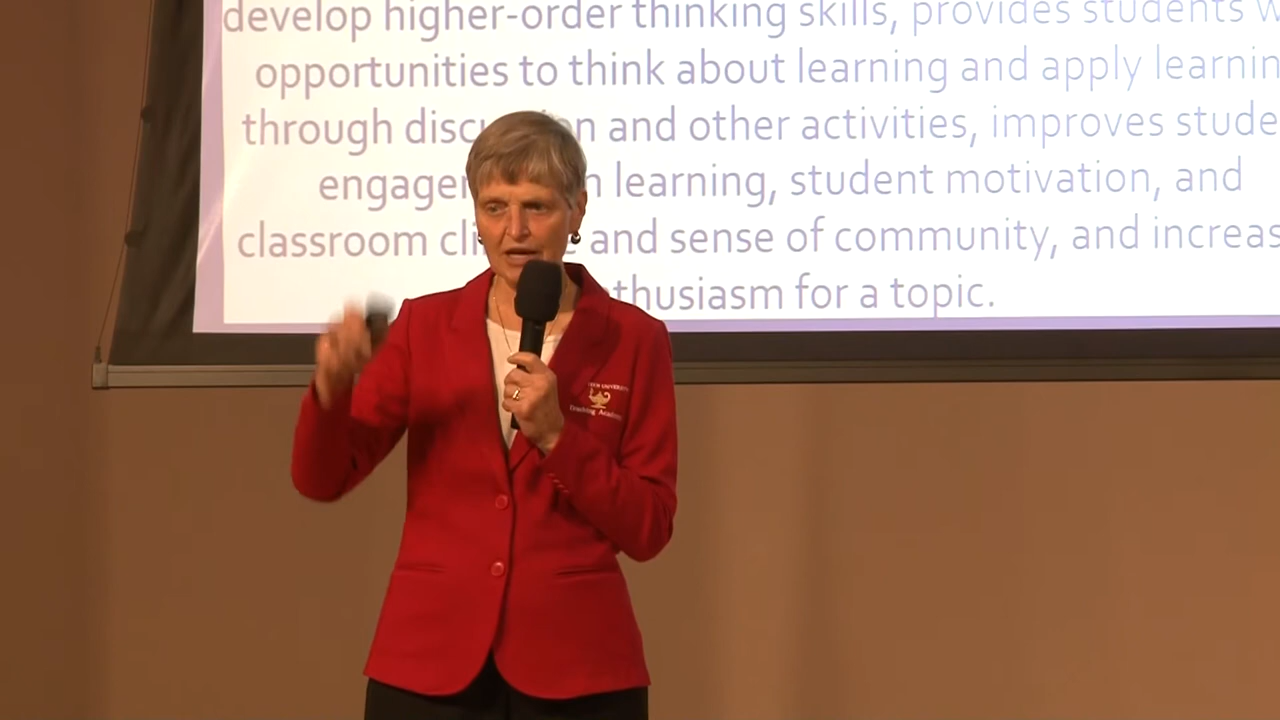 develop higher-order thinking skills, provides students
opportunities to think about learning and apply learnin
through discu n and other activities, improves stude
engage n learning, student motivation, and
classroom cli e and sense of community, and increas
thusiasm for a topic.
Teaching